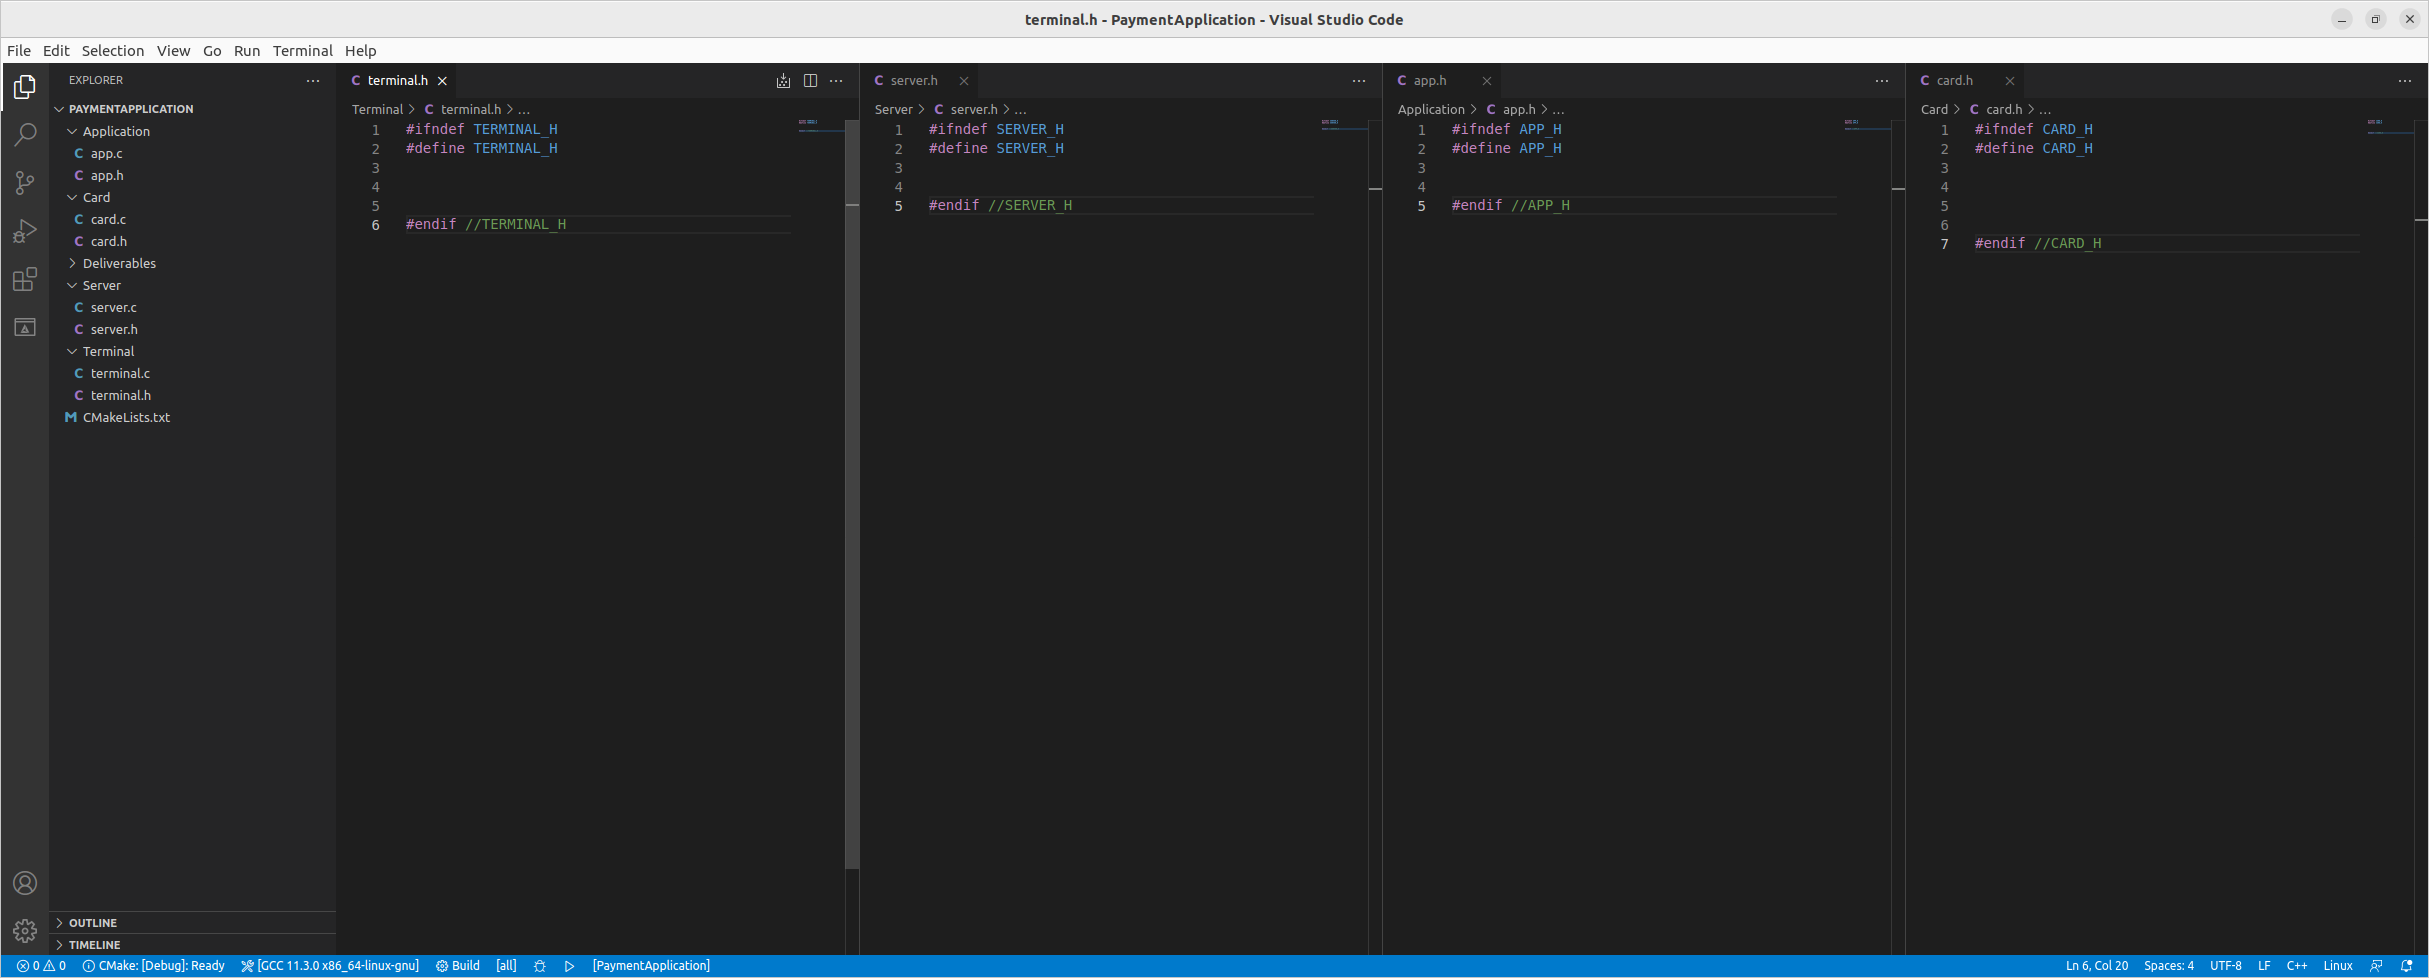 terminal.h - PaymentApplication - Visual Studio Code
File Edit Selection View Go Run Terminal Help
EXPLORER
PAYMENTAPPLICATION
Application
C app.c
C app.h
Card
C card.c
C card.h
Deliverables
Server
C server.c
C server.h
Terminal
C terminal.c
C terminal.h
M CMakeLists.txt
OUTLINE
TIMELINE
C terminal.h
Terminal > C terminal.h > ...
1 #ifndef TERMINAL_H
2 #define TERMINAL_H
3
4
5
6 #endif //TERMINAL_H
C server.h
Server > C server.h > ...
1 #ifndef SERVER_H
2 #define SERVER_H
3
4
5 #endif //SERVER_H
C app.h
Application > C app.h > ...
1 #ifndef APP_H
2 #define APP_H
3
4
5 #endif //APP_H
C card.h
Card > C card.h > ...
1 #ifndef CARD_H
2 #define CARD_H
3
4
5
6
7 #endif //CARD_H
0 0 CMake: [Debug]: Ready [GCC 11.3.0 x86_64-linux-gnu] Build [all] [PaymentApplication] Ln 6, Col 20 Spaces: 4 UTF-8 LF C++ Linux